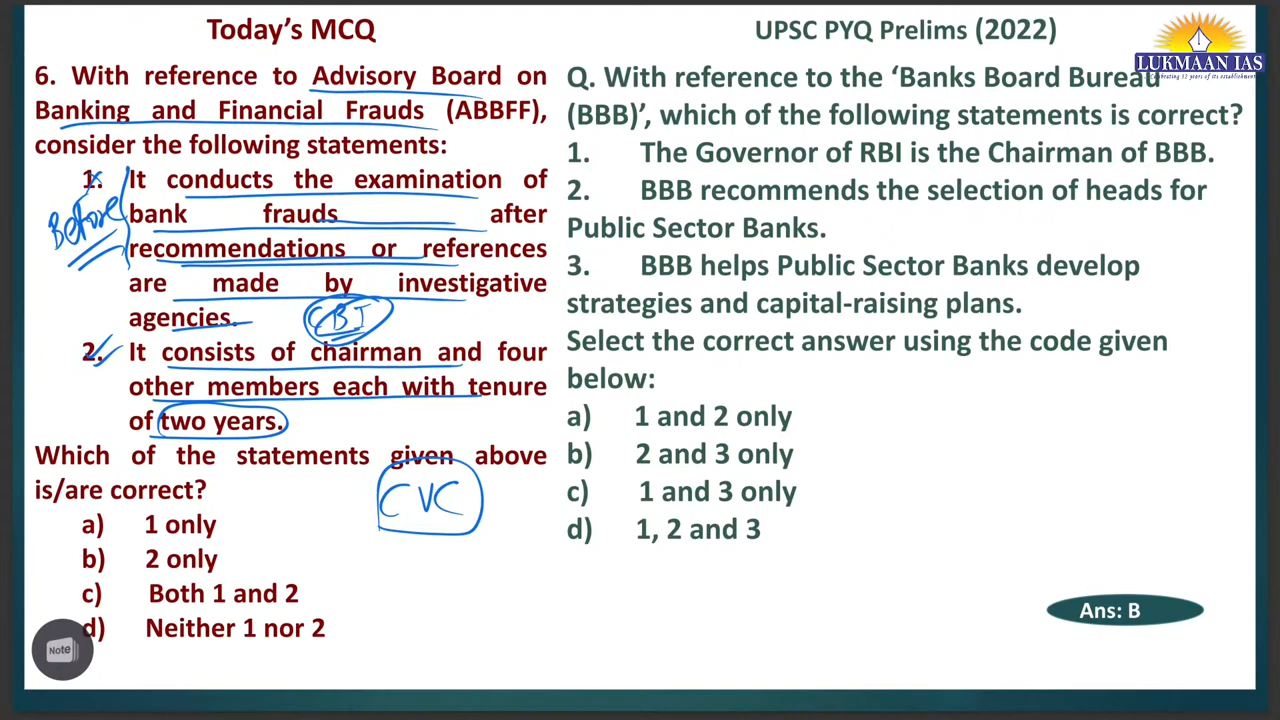 Today's MCQ
6. With reference to Advisory Board on
Banking and Financial Frauds (ABBFF),
consider the following statements:
1. It conducts the examination of
bank frauds after
recommendations or references
are made by investigative
agencies.
Before
CBI
2. It consists of chairman and four
other members each with tenure
of two years.
Which of the statements given above
is/are correct?
CVC
a) 1 only
b) 2 only
c) Both 1 and 2
d) Neither 1 nor 2
Note
UPSC PYQ Prelims (2022)
LUKMAAN IAS
Celebrating 12 years of its establishment
Q. With reference to the 'Banks Board Bureau
(BBB)', which of the following statements is correct?
1. The Governor of RBI is the Chairman of BBB.
2. BBB recommends the selection of heads for
Public Sector Banks.
3. BBB helps Public Sector Banks develop
strategies and capital-raising plans.
Select the correct answer using the code given
below:
a) 1 and 2 only
b) 2 and 3 only
c) 1 and 3 only
d) 1, 2 and 3
Ans: B